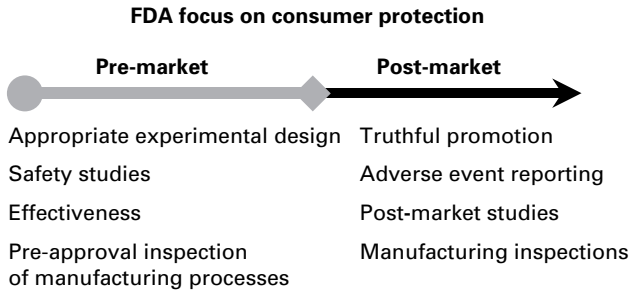 FDA focus on consumer protection
Pre-market
Post-market
Appropriate experimental design
Safety studies
Effectiveness
Pre-approval inspection
of manufacturing processes
Truthful promotion
Adverse event reporting
Post-market studies
Manufacturing inspections